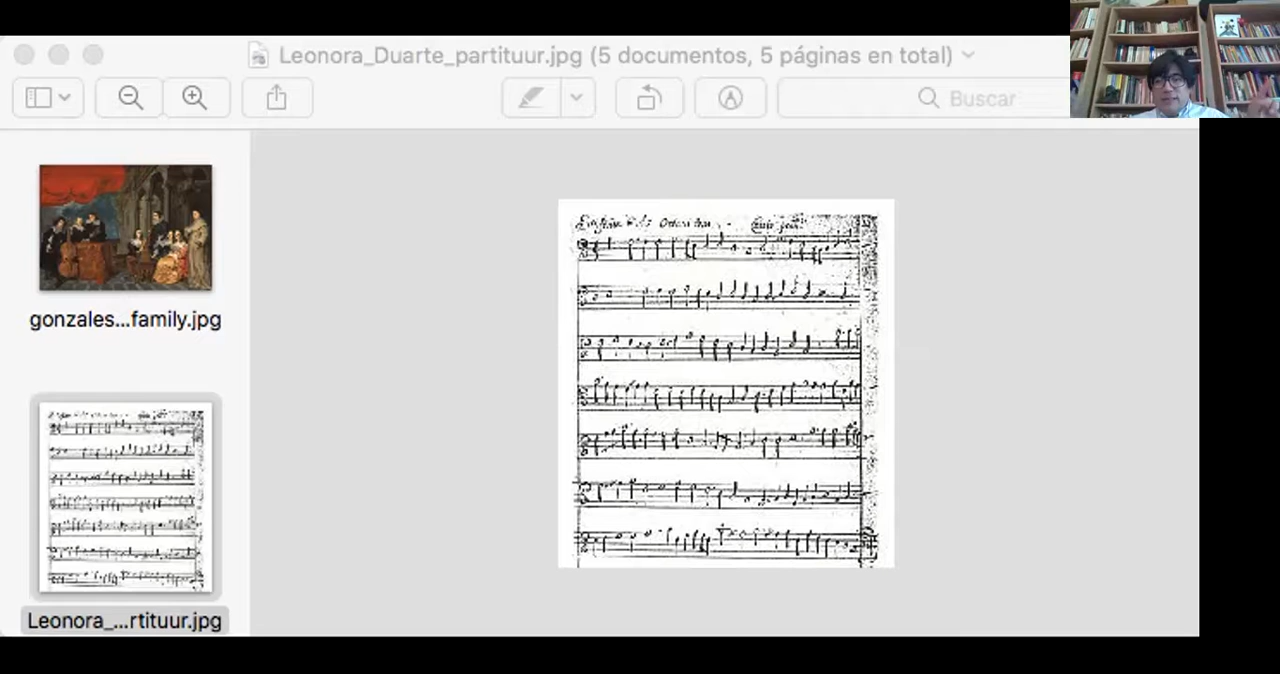 Leonora_Duarte_partituur.jpg (5 documentos, 5 páginas en total)
Buscar
gonzales...family.jpg
Leonora_...rtituur.jpg